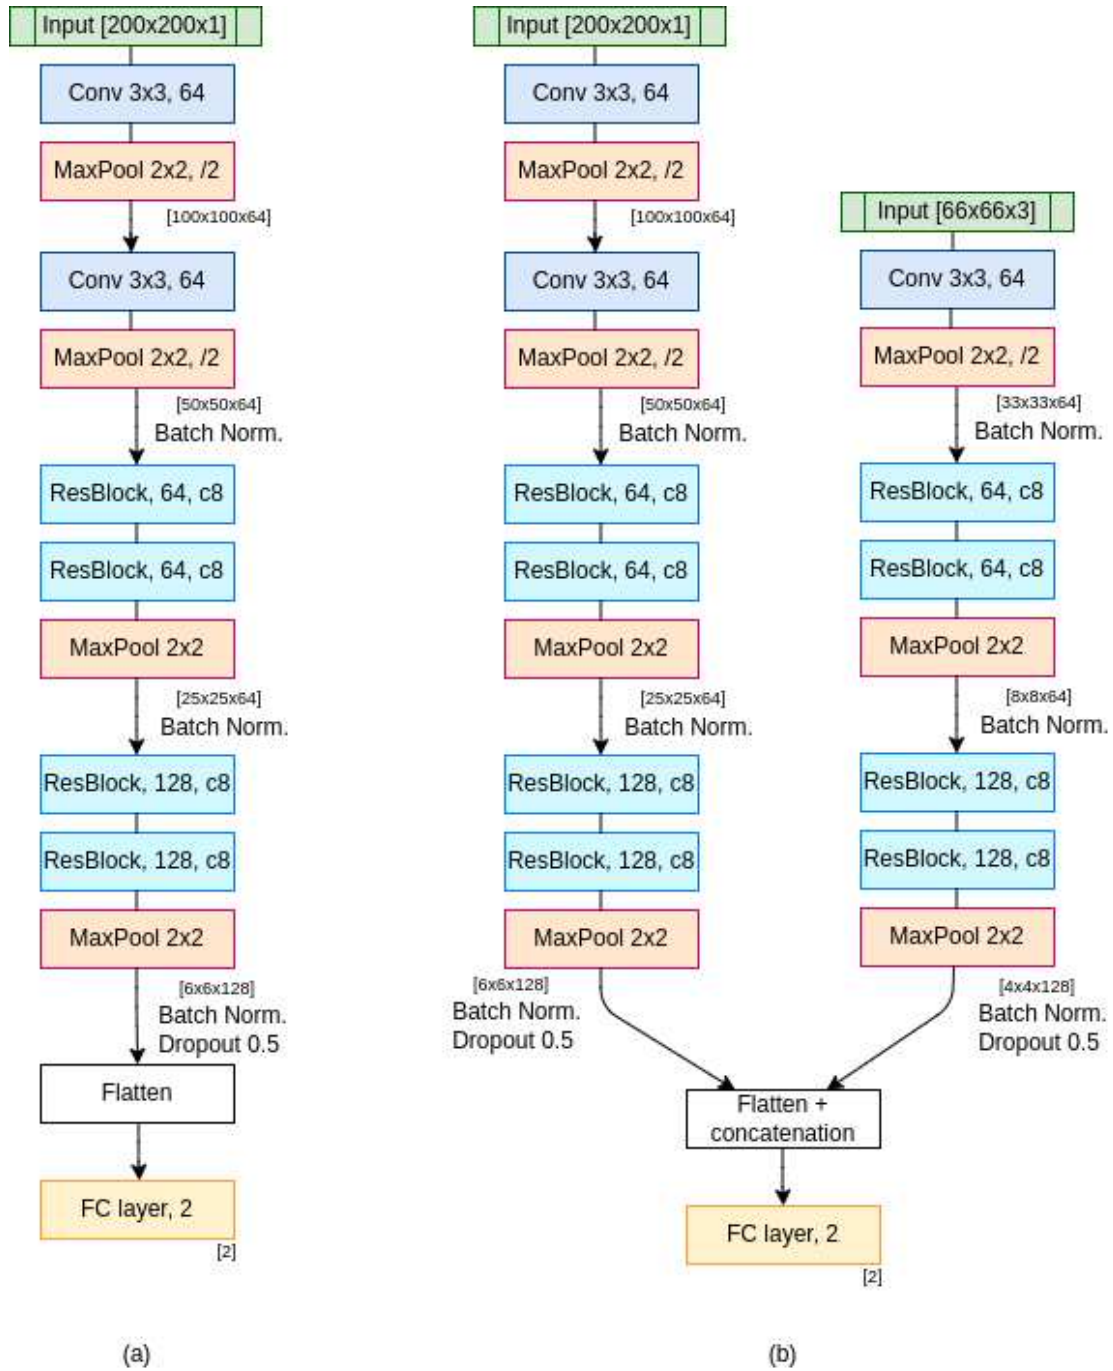 Input [200x200x1]
Conv 3x3, 64
MaxPool 2x2, /2
[100x100x64]
Conv 3x3, 64
MaxPool 2x2, /2
[50x50x64]
Batch Norm.
ResBlock, 64, c8
ResBlock, 64, c8
MaxPool 2x2
[25x25x64]
Batch Norm.
ResBlock, 128, c8
ResBlock, 128, c8
MaxPool 2x2
[6x6x128]
Batch Norm.
Dropout 0.5
Flatten
FC layer, 2
[2]
(a)
Input [200x200x1]
Conv 3x3, 64
MaxPool 2x2, /2
[100x100x64]
Conv 3x3, 64
MaxPool 2x2, /2
[50x50x64]
Batch Norm.
ResBlock, 64, c8
ResBlock, 64, c8
MaxPool 2x2
[25x25x64]
Batch Norm.
ResBlock, 128, c8
ResBlock, 128, c8
MaxPool 2x2
[6x6x128]
Batch Norm.
Dropout 0.5
Input [66x66x3]
Conv 3x3, 64
MaxPool 2x2, /2
[33x33x64]
Batch Norm.
ResBlock, 64, c8
ResBlock, 64, c8
MaxPool 2x2
[8x8x64]
Batch Norm.
ResBlock, 128, c8
ResBlock, 128, c8
MaxPool 2x2
[4x4x128]
Batch Norm.
Dropout 0.5
Flatten +
concatenation
FC layer, 2
[2]
(b)